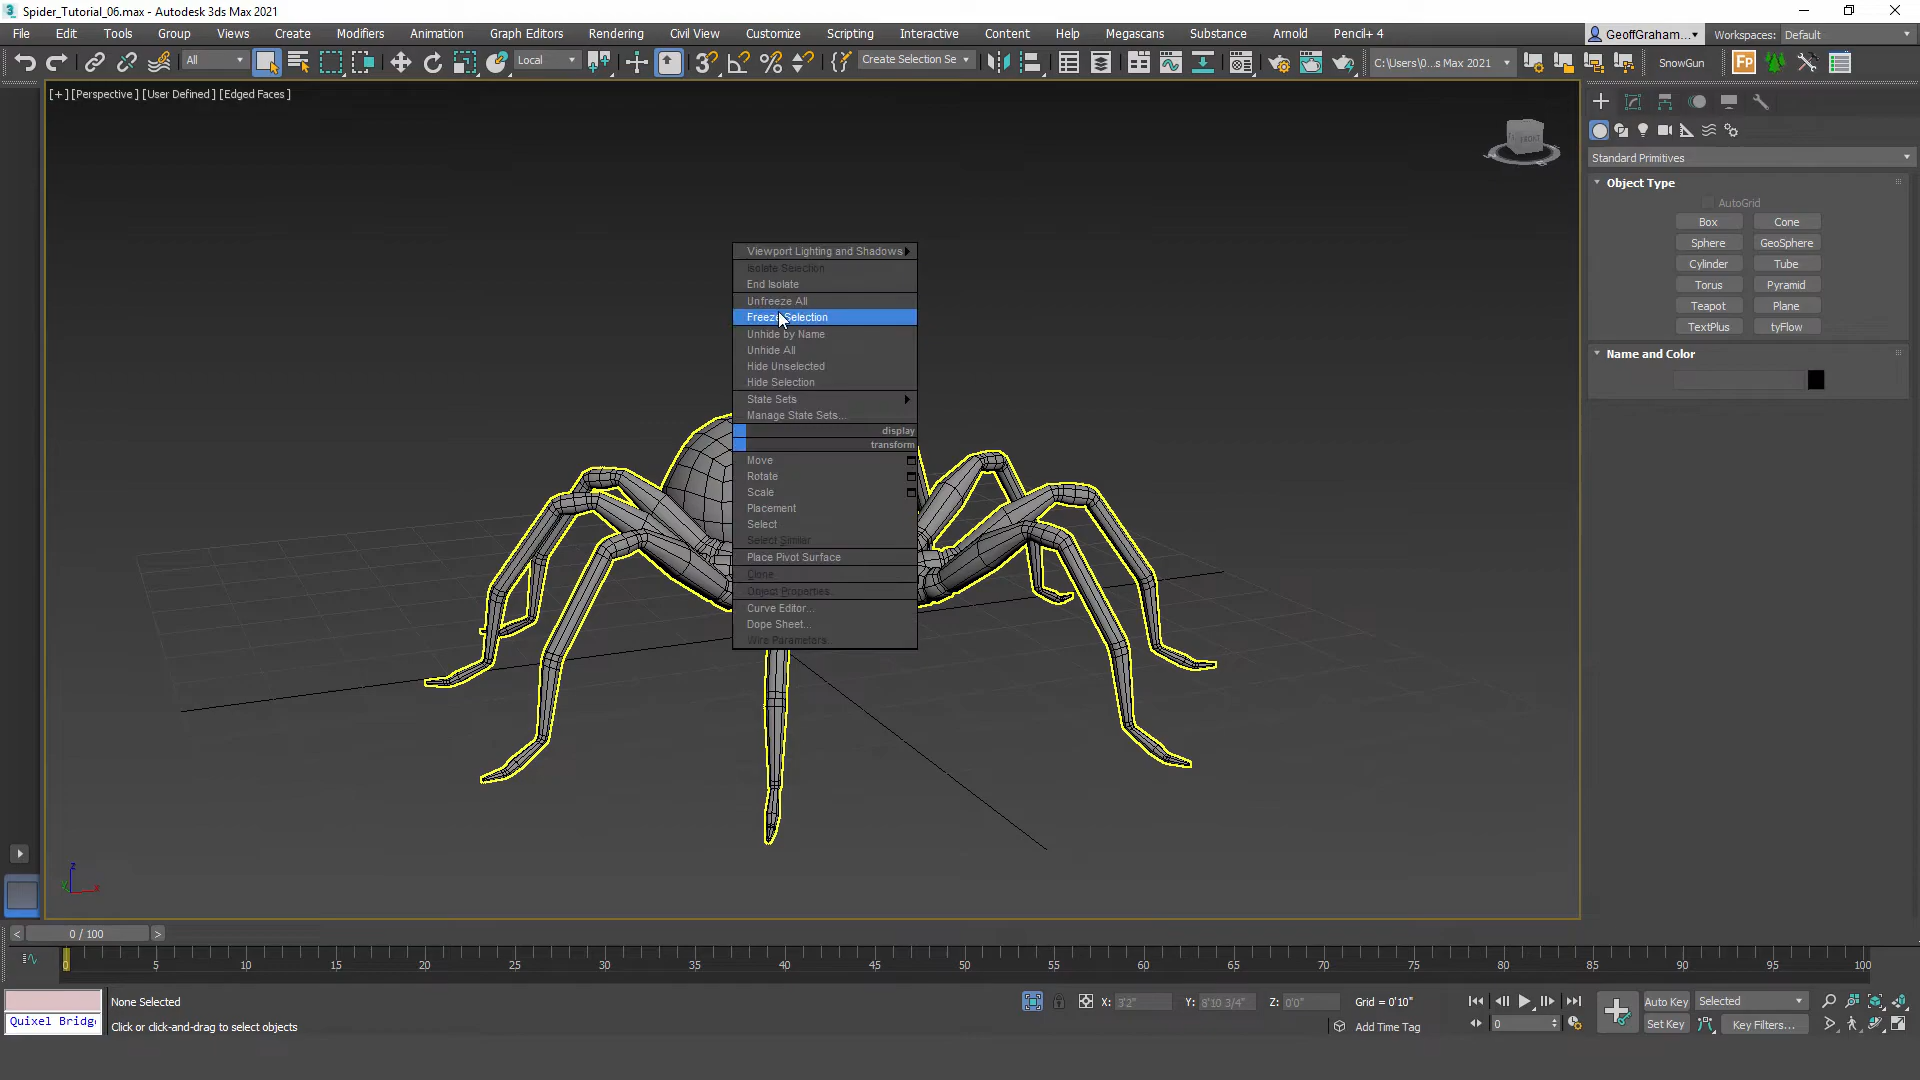 Spider_Tutorial_06.max - Autodesk 3ds Max 2021
File Edit Tools Group Views Create Modifiers Animation Graph Editors Rendering Civil View Customize Scripting Interactive Content Help Megascans Substance Arnold Pencil+ 4 GeoffGraham... Workspaces: Default
All Local Create Selection Se C:\Users\0...s Max 2021 SnowGun
[+] [Perspective] [User Defined] [Edged Faces]
FRONT
Standard Primitives
Object Type
AutoGrid
Box Cone
Sphere GeoSphere
Cylinder Tube
Torus Pyramid
Teapot Plane
TextPlus tyFlow
Name and Color
Viewport Lighting and Shadows
Isolate Selection
End Isolate
Unfreeze All
Freeze Selection
Unhide by Name
Unhide All
Hide Unselected
Hide Selection
State Sets
Manage State Sets...
display
transform
Move
Rotate
Scale
Placement
Select
Select Similar
Place Pivot Surface
Clone
Object Properties...
Curve Editor...
Dope Sheet...
Wire Parameters...
z
y x
< 0 / 100 >
0 5 10 15 20 25 30 35 40 45 50 55 60 65 70 75 80 85 90 95 100
None Selected X: 3'2" Y: 8'10 3/4" Z: 0'0" Grid = 0'10" Auto Key Selected
Quixel Bridg Click or click-and-drag to select objects Add Time Tag 0 Set Key Key Filters...